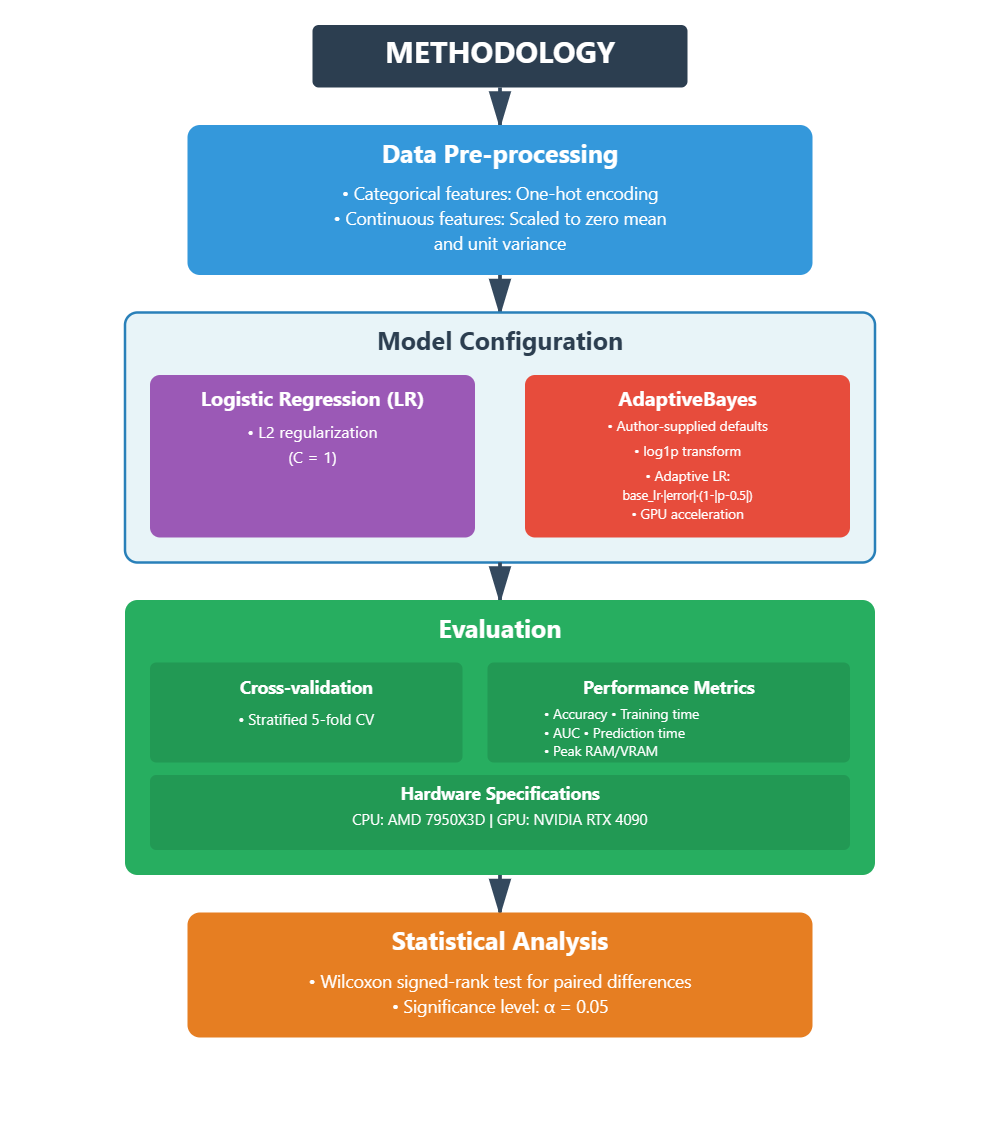 METHODOLOGY
Data Pre-processing
• Categorical features: One-hot encoding
• Continuous features: Scaled to zero mean
and unit variance
Model Configuration
Logistic Regression (LR)
• L2 regularization
(C = 1)
AdaptiveBayes
• Author-supplied defaults
• log1p transform
• Adaptive LR:
base_lr·|error|·(1-|p-0.5|)
• GPU acceleration
Evaluation
Cross-validation
• Stratified 5-fold CV
Performance Metrics
• Accuracy • Training time
• AUC • Prediction time
• Peak RAM/VRAM
Hardware Specifications
CPU: AMD 7950X3D | GPU: NVIDIA RTX 4090
Statistical Analysis
• Wilcoxon signed-rank test for paired differences
• Significance level: α = 0.05